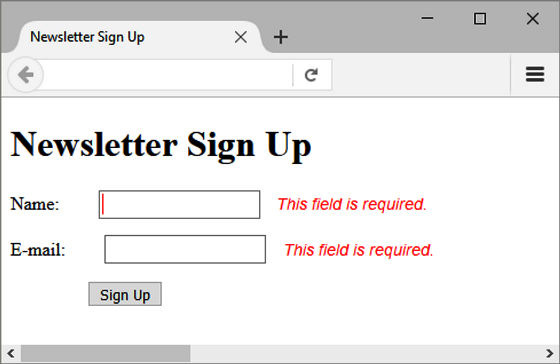 Newsletter Sign Up
Newsletter Sign Up
Name: This field is required.
E-mail: This field is required.
Sign Up